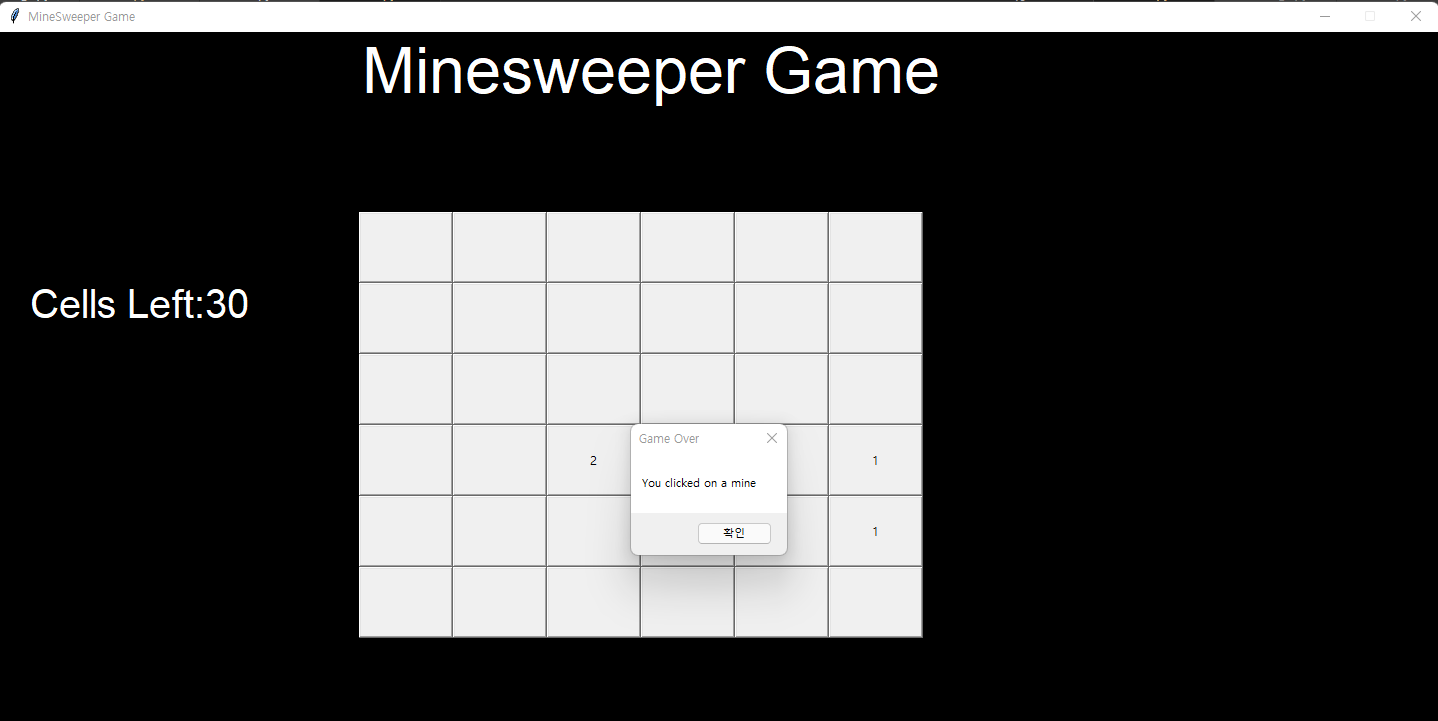 MineSweeper Game
Minesweeper Game
Cells Left:30
2
1
Game Over
You clicked on a mine
확인
1